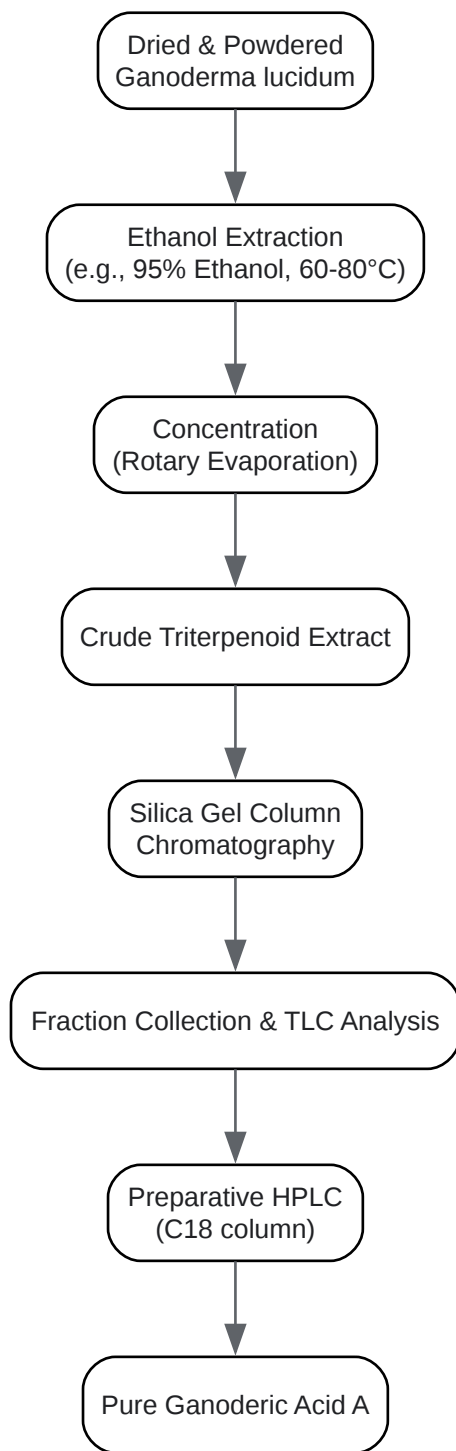 Dried & Powdered
Ganoderma lucidum
Ethanol Extraction
(e.g., 95% Ethanol, 60-80°C)
Concentration
(Rotary Evaporation)
Crude Triterpenoid Extract
Silica Gel Column
Chromatography
Fraction Collection & TLC Analysis
Preparative HPLC
(C18 column)
Pure Ganoderic Acid A